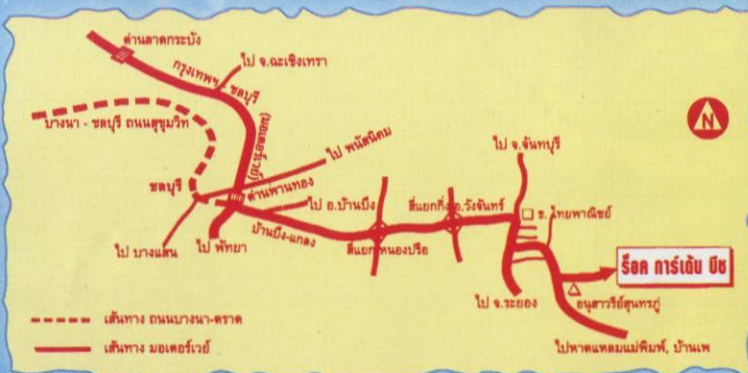 ด่านลาดกระบัง
กรุงเทพฯ - ชลบุรี
ไป จ.ฉะเชิงเทรา
(มอเตอร์เวย์)
บางนา - ชลบุรี ถนนสุขุมวิท
N
ไป พนัสนิคม
ไป จ.จันทบุรี
ชลบุรี
ด่านพานทอง
ไป อ.บ้านบึง
สี่แยกกิ่ง อ.วังจันทร์
ธ.ไทยพาณิชย์
บ้านบึง-แกลง
ไป บางแสน
ไป พัทยา
สี่แยกหนองปรือ
ร็อค การ์เด้น บีช
ไป จ.ระยอง
อนุสาวรีย์สุนทรภู่
เส้นทาง ถนนบางนา-ตราด
เส้นทาง มอเตอร์เวย์
ไปหาดแหลมแม่พิมพ์, บ้านเพ